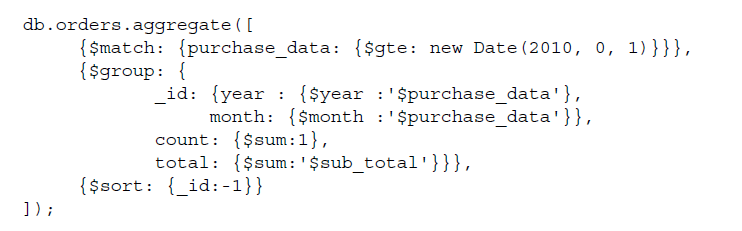 db.orders.aggregate([
{$match: {purchase_data: {$gte: new Date(2010, 0, 1)}}},
{$group: {
_id: {year : {$year :'$purchase_data'},
month: {$month :'$purchase_data'}},
count: {$sum:1},
total: {$sum:'$sub_total'}}},
{$sort: {_id:-1}}
]);